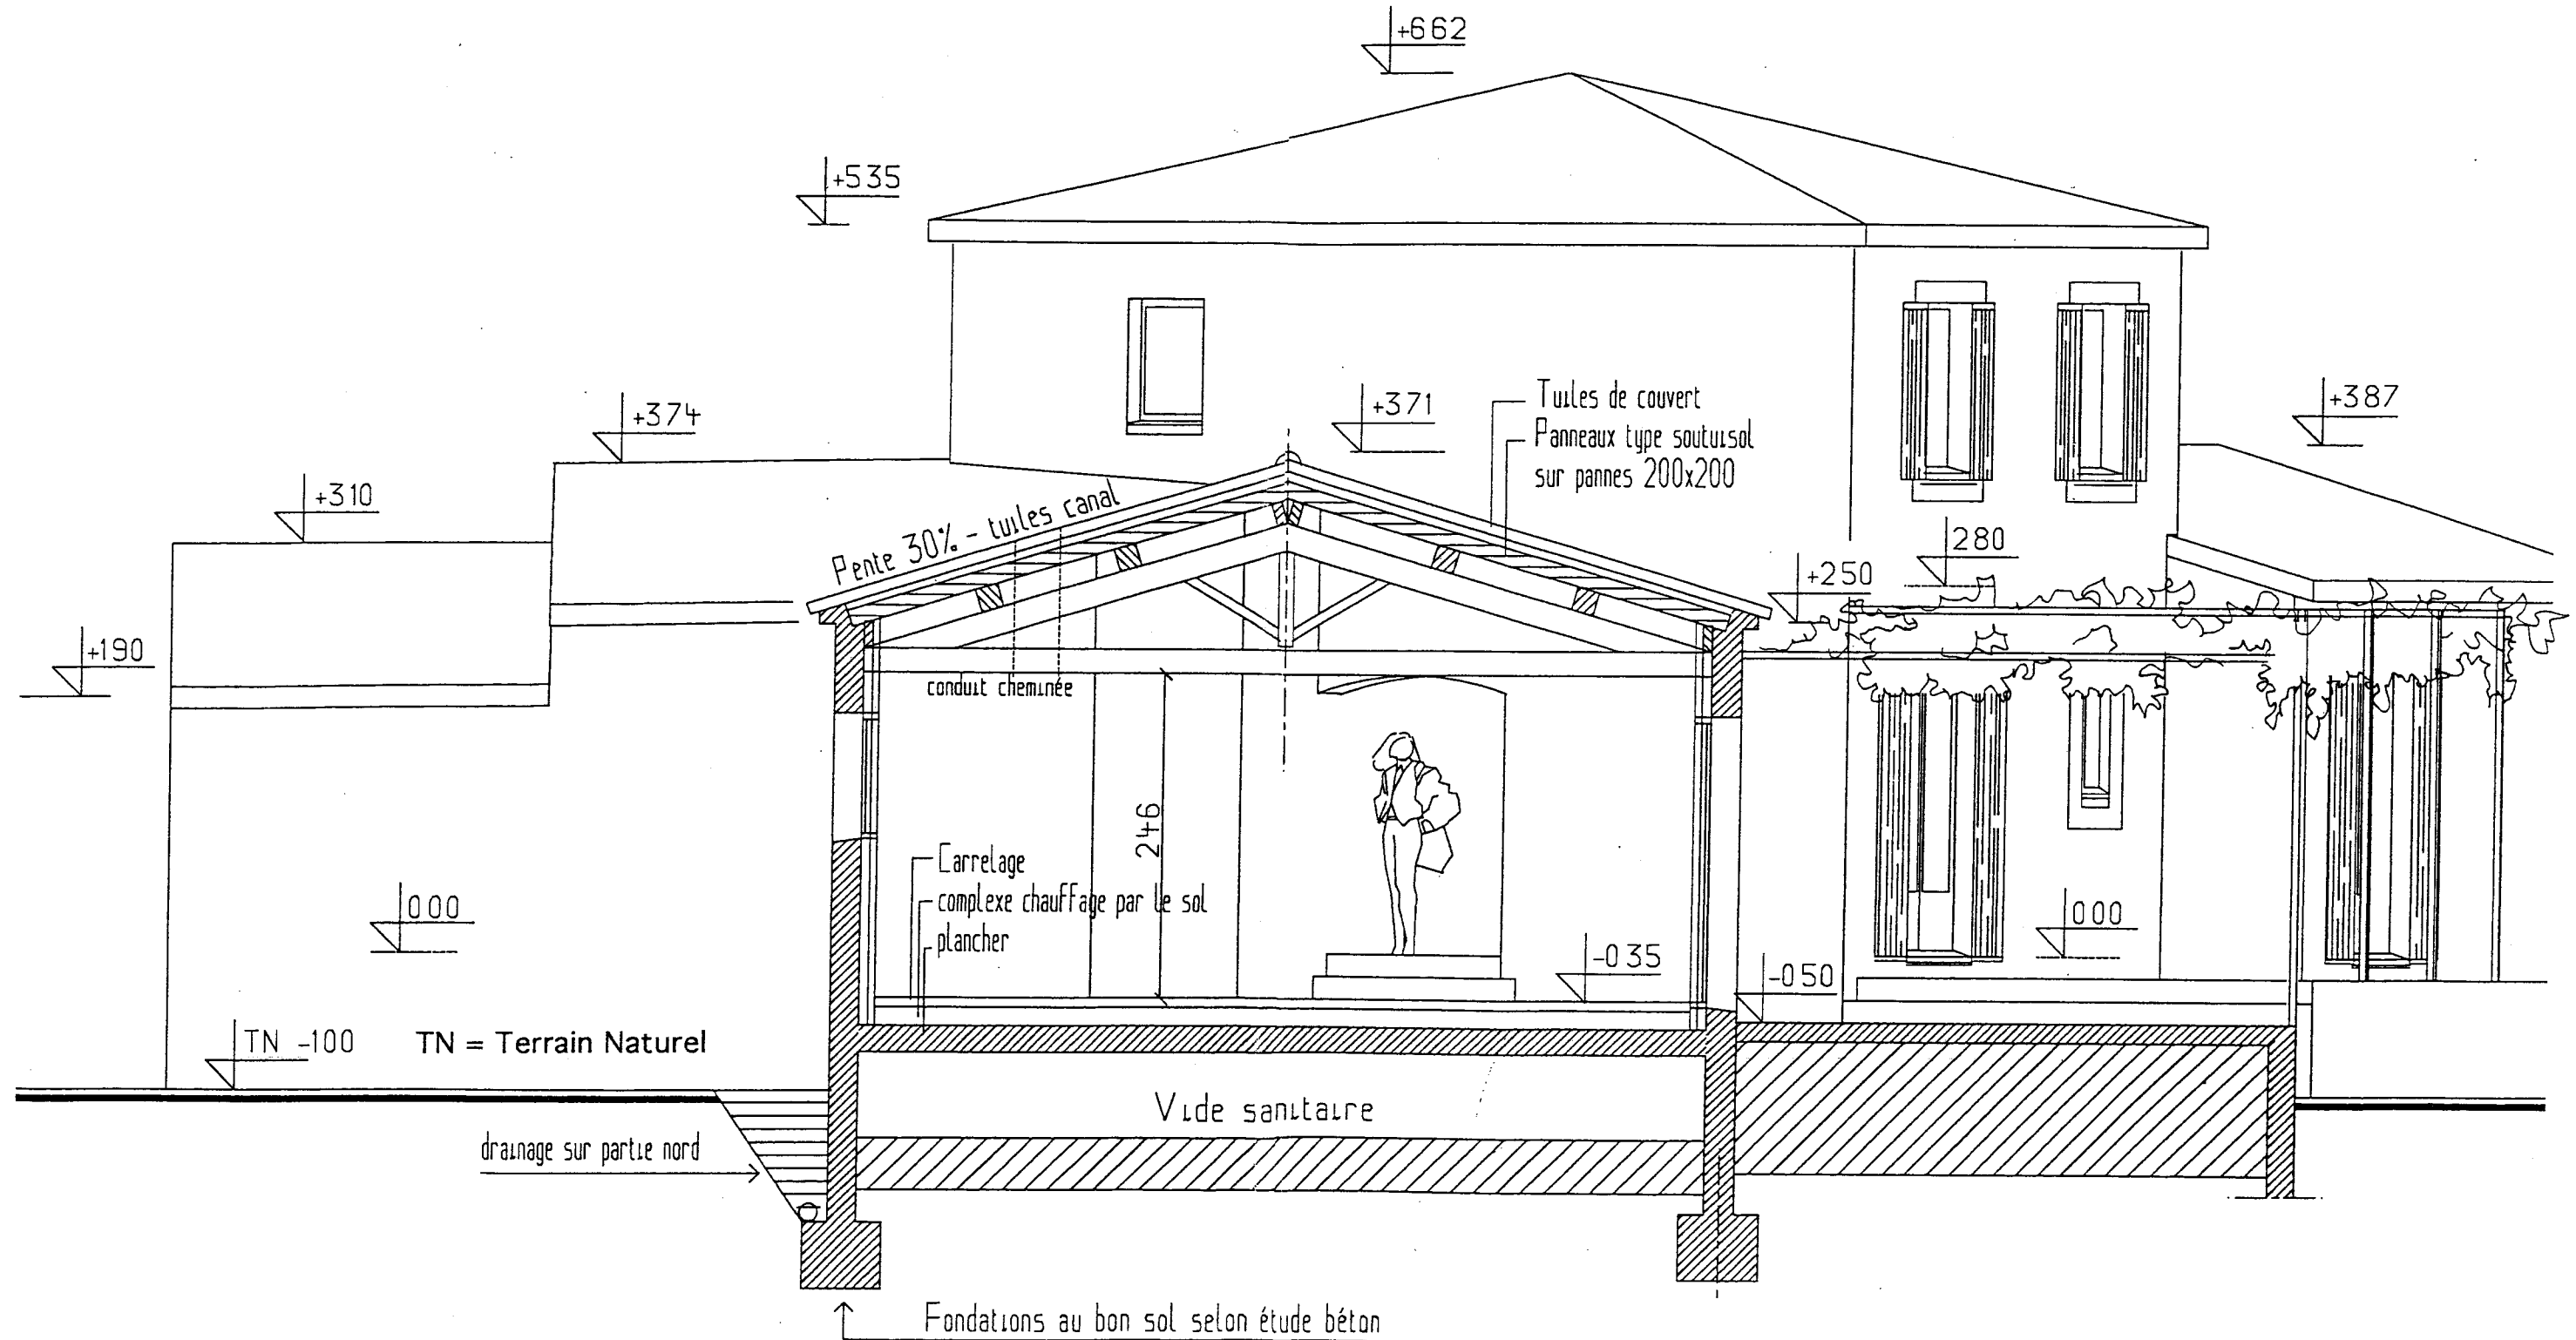 +662
+535
+374
+371
Tuiles de couvert
Panneaux type soutuisol
sur pannes 200x200
+387
+310
Pente 30% - tuiles canal
280
+250
+190
conduit cheminée
246
Carrelage
complexe chauffage par le sol
plancher
000
000
-035
-050
TN -100
TN = Terrain Naturel
Vide sanitaire
drainage sur partie nord
Fondations au bon sol selon étude béton